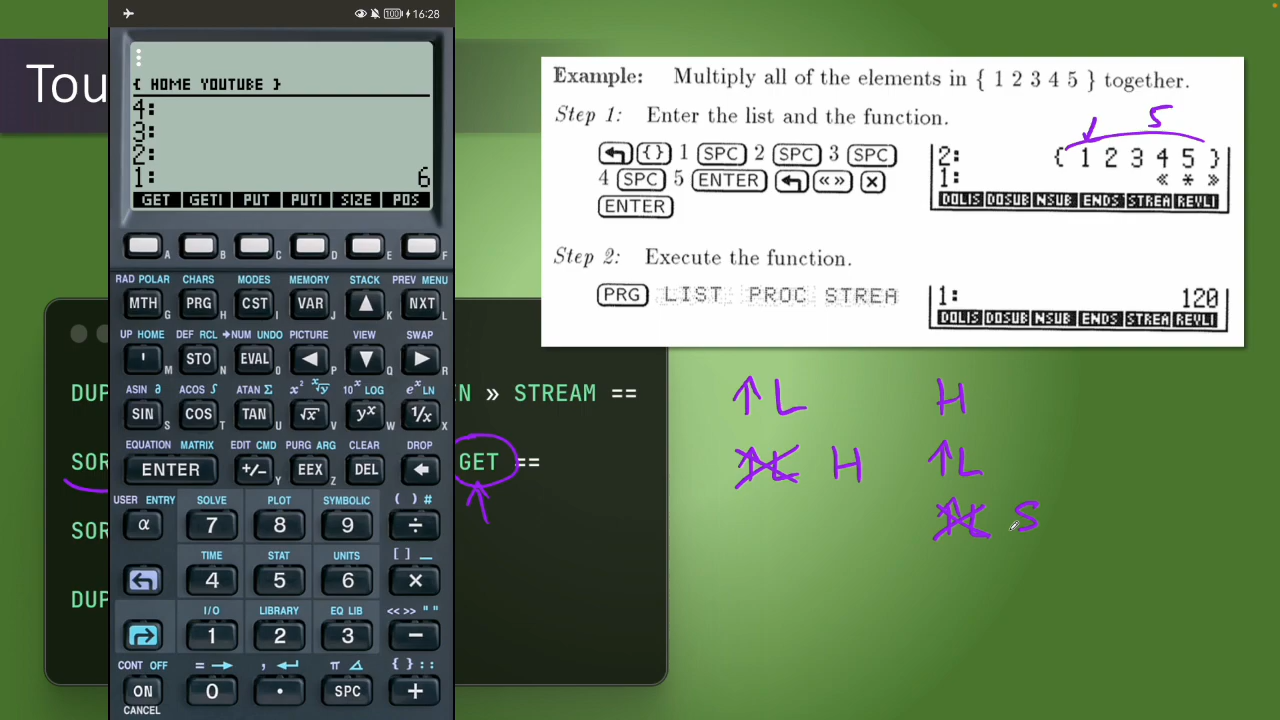 Tou
100 16:28
{ HOME YOUTUBE }
4:
3:
2:
1: 6
GET GETI PUT PUTI SIZE POS
A B C D E F
RAD POLAR CHARS MODES MEMORY STACK PREV MENU
MTH G PRG H CST I VAR J ▲ K NXT L
UP HOME DEF RCL →NUM UNDO PICTURE VIEW SWAP
' M STO N EVAL O ◀ P ▼ Q ▶ R
ASIN ∂ ACOS ∫ ATAN Σ x² ˣ√y 10ˣ LOG eˣ LN
SIN S COS T TAN U √x V yˣ W 1/x X
EQUATION MATRIX EDIT CMD PURG ARG CLEAR DROP
ENTER +/− Y EEX Z DEL ←
USER ENTRY SOLVE PLOT SYMBOLIC ( ) #
α 7 8 9 ÷
TIME STAT UNITS [ ] _
4 5 6 ×
I/O LIBRARY EQ LIB << >> " "
1 2 3 −
CONT OFF = → , ↵ π ∠ { } : :
ON 0 • SPC +
CANCEL
Example: Multiply all of the elements in { 1 2 3 4 5 } together.
Step 1: Enter the list and the function.
↰ {} 1 SPC 2 SPC 3 SPC
4 SPC 5 ENTER ↰ «» ×
ENTER
5
2: { 1 2 3 4 5 }
1: « * »
DOLIS DOSUB NSUB ENDS STREA REVLI
Step 2: Execute the function.
PRG LIST PROC STREA
1: 120
DOLIS DOSUB NSUB ENDS STREA REVLI
DUP IN » STREAM ==
SOR GET ==
SOR
DUP
↑L H
H ↑L
S